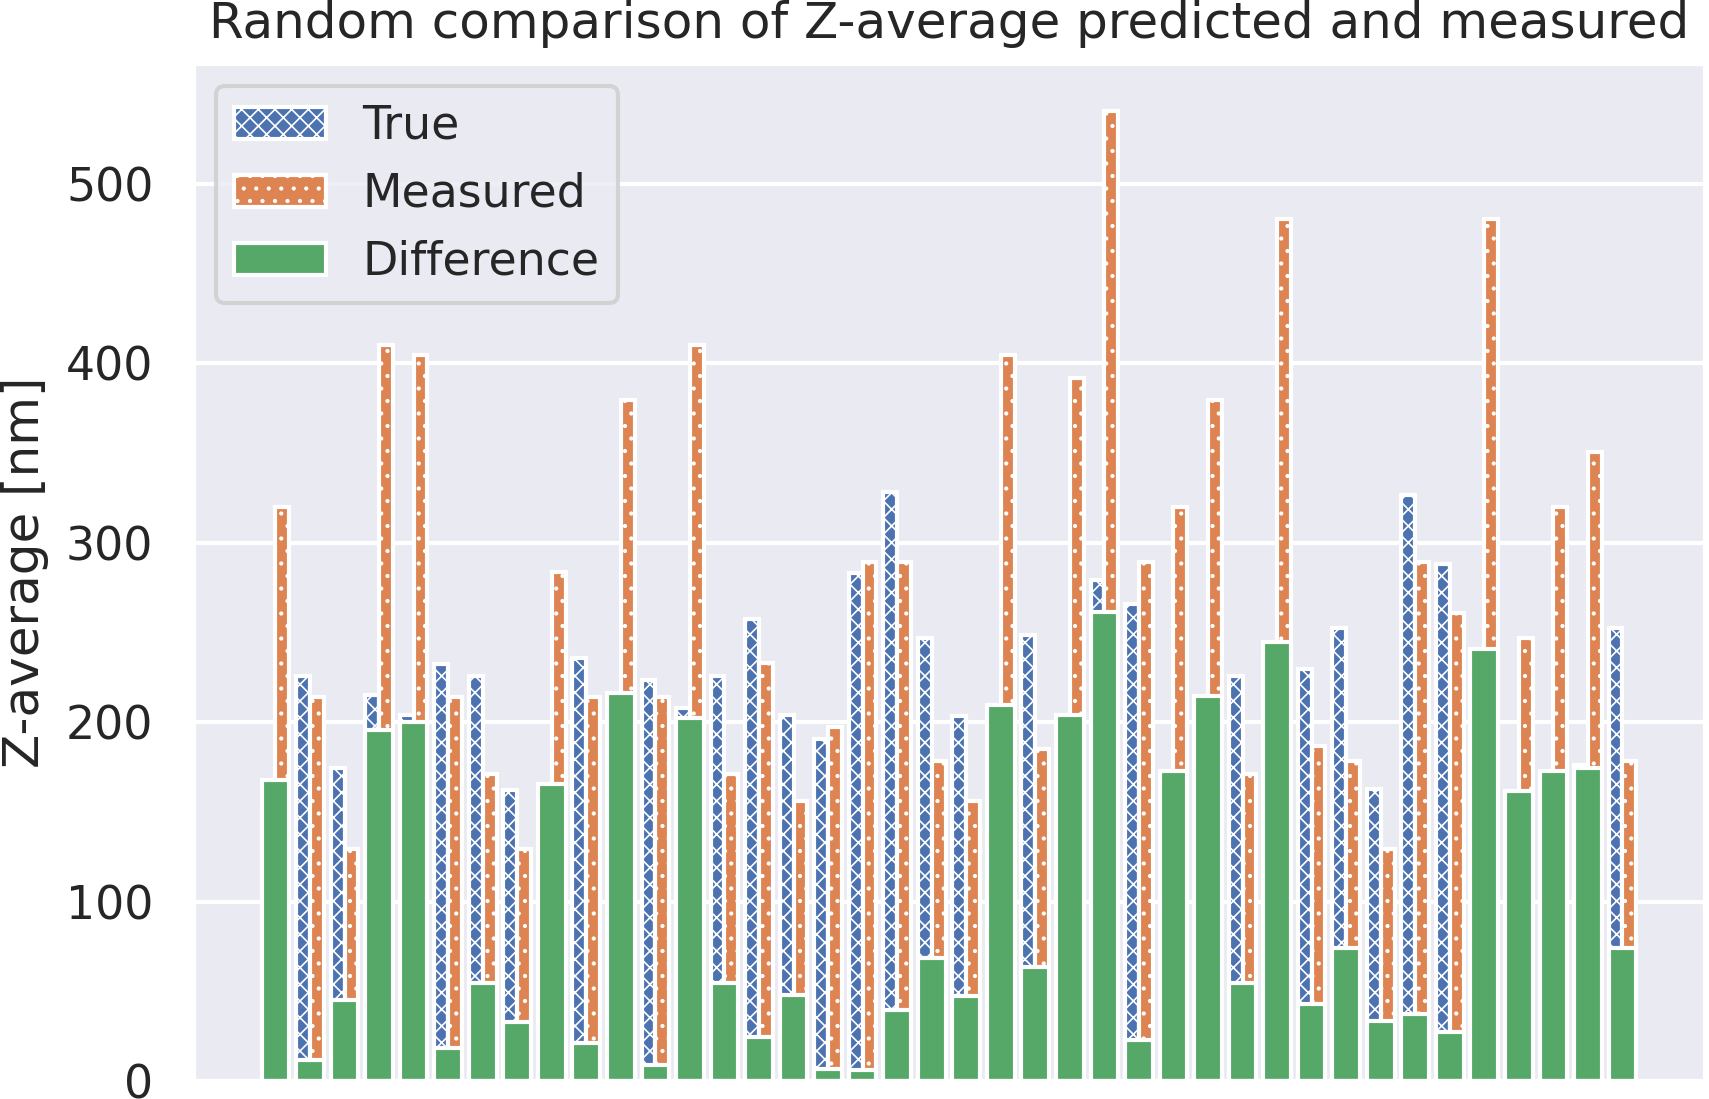 Random comparison of Z-average predicted and measured
True
Measured
Difference
Z-average [nm]
500
400
300
200
100
0